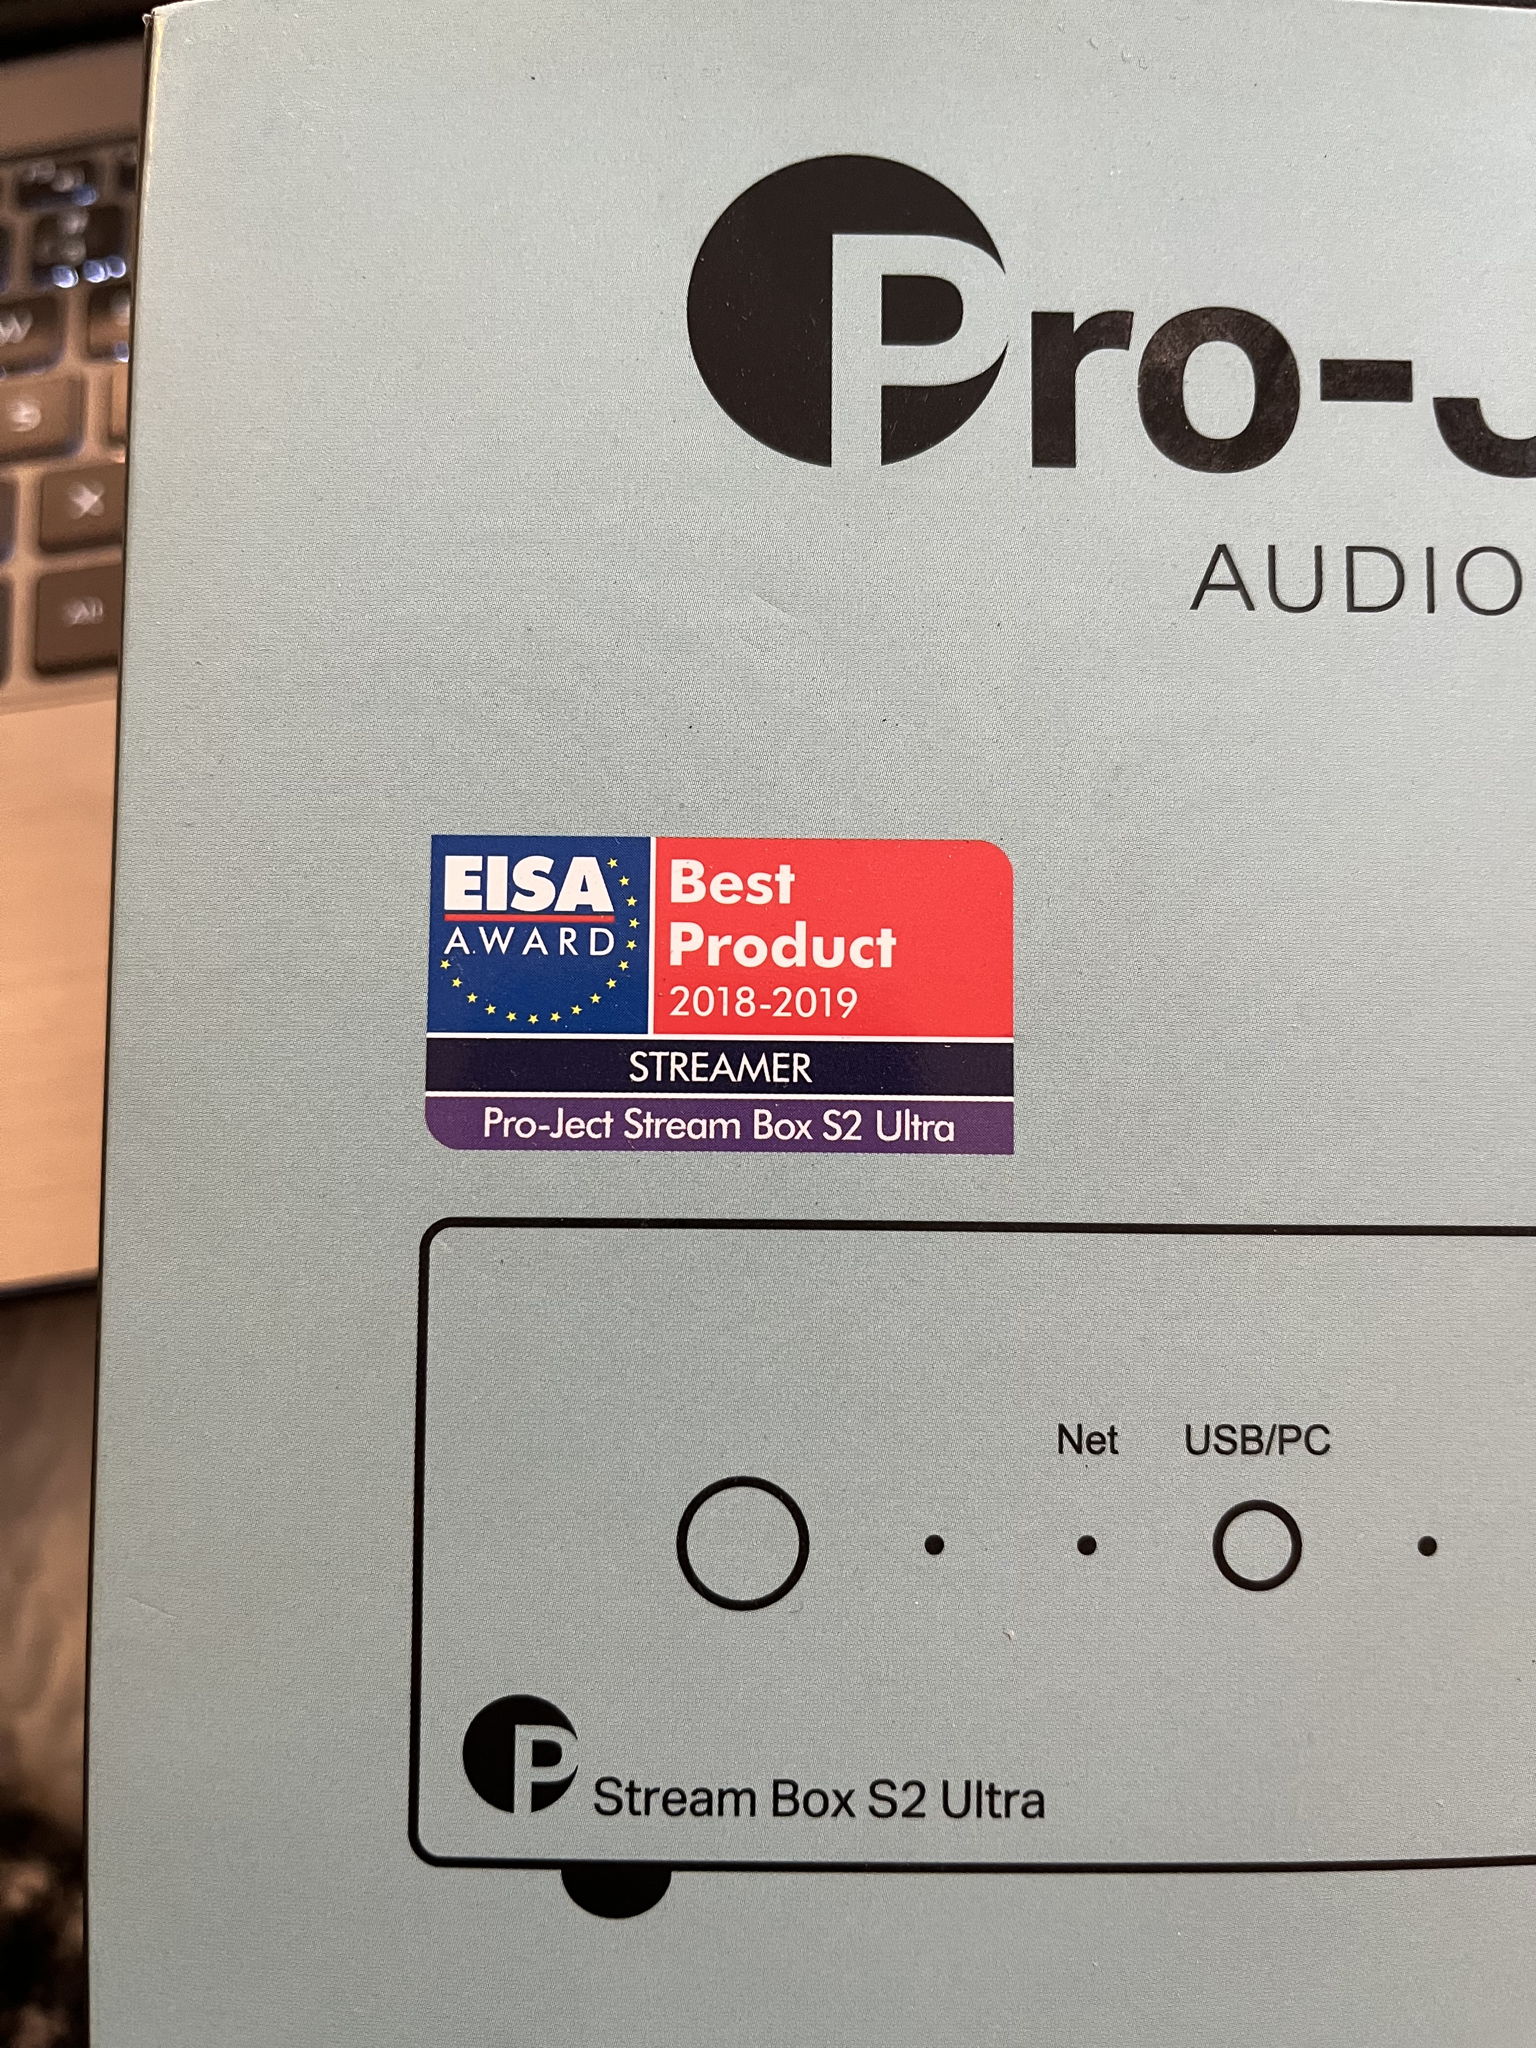 Pro-J
AUDIO
EISA
AWARD
Best
Product
2018-2019
STREAMER
Pro-Ject Stream Box S2 Ultra
Net USB/PC
P Stream Box S2 Ultra
W
S
X